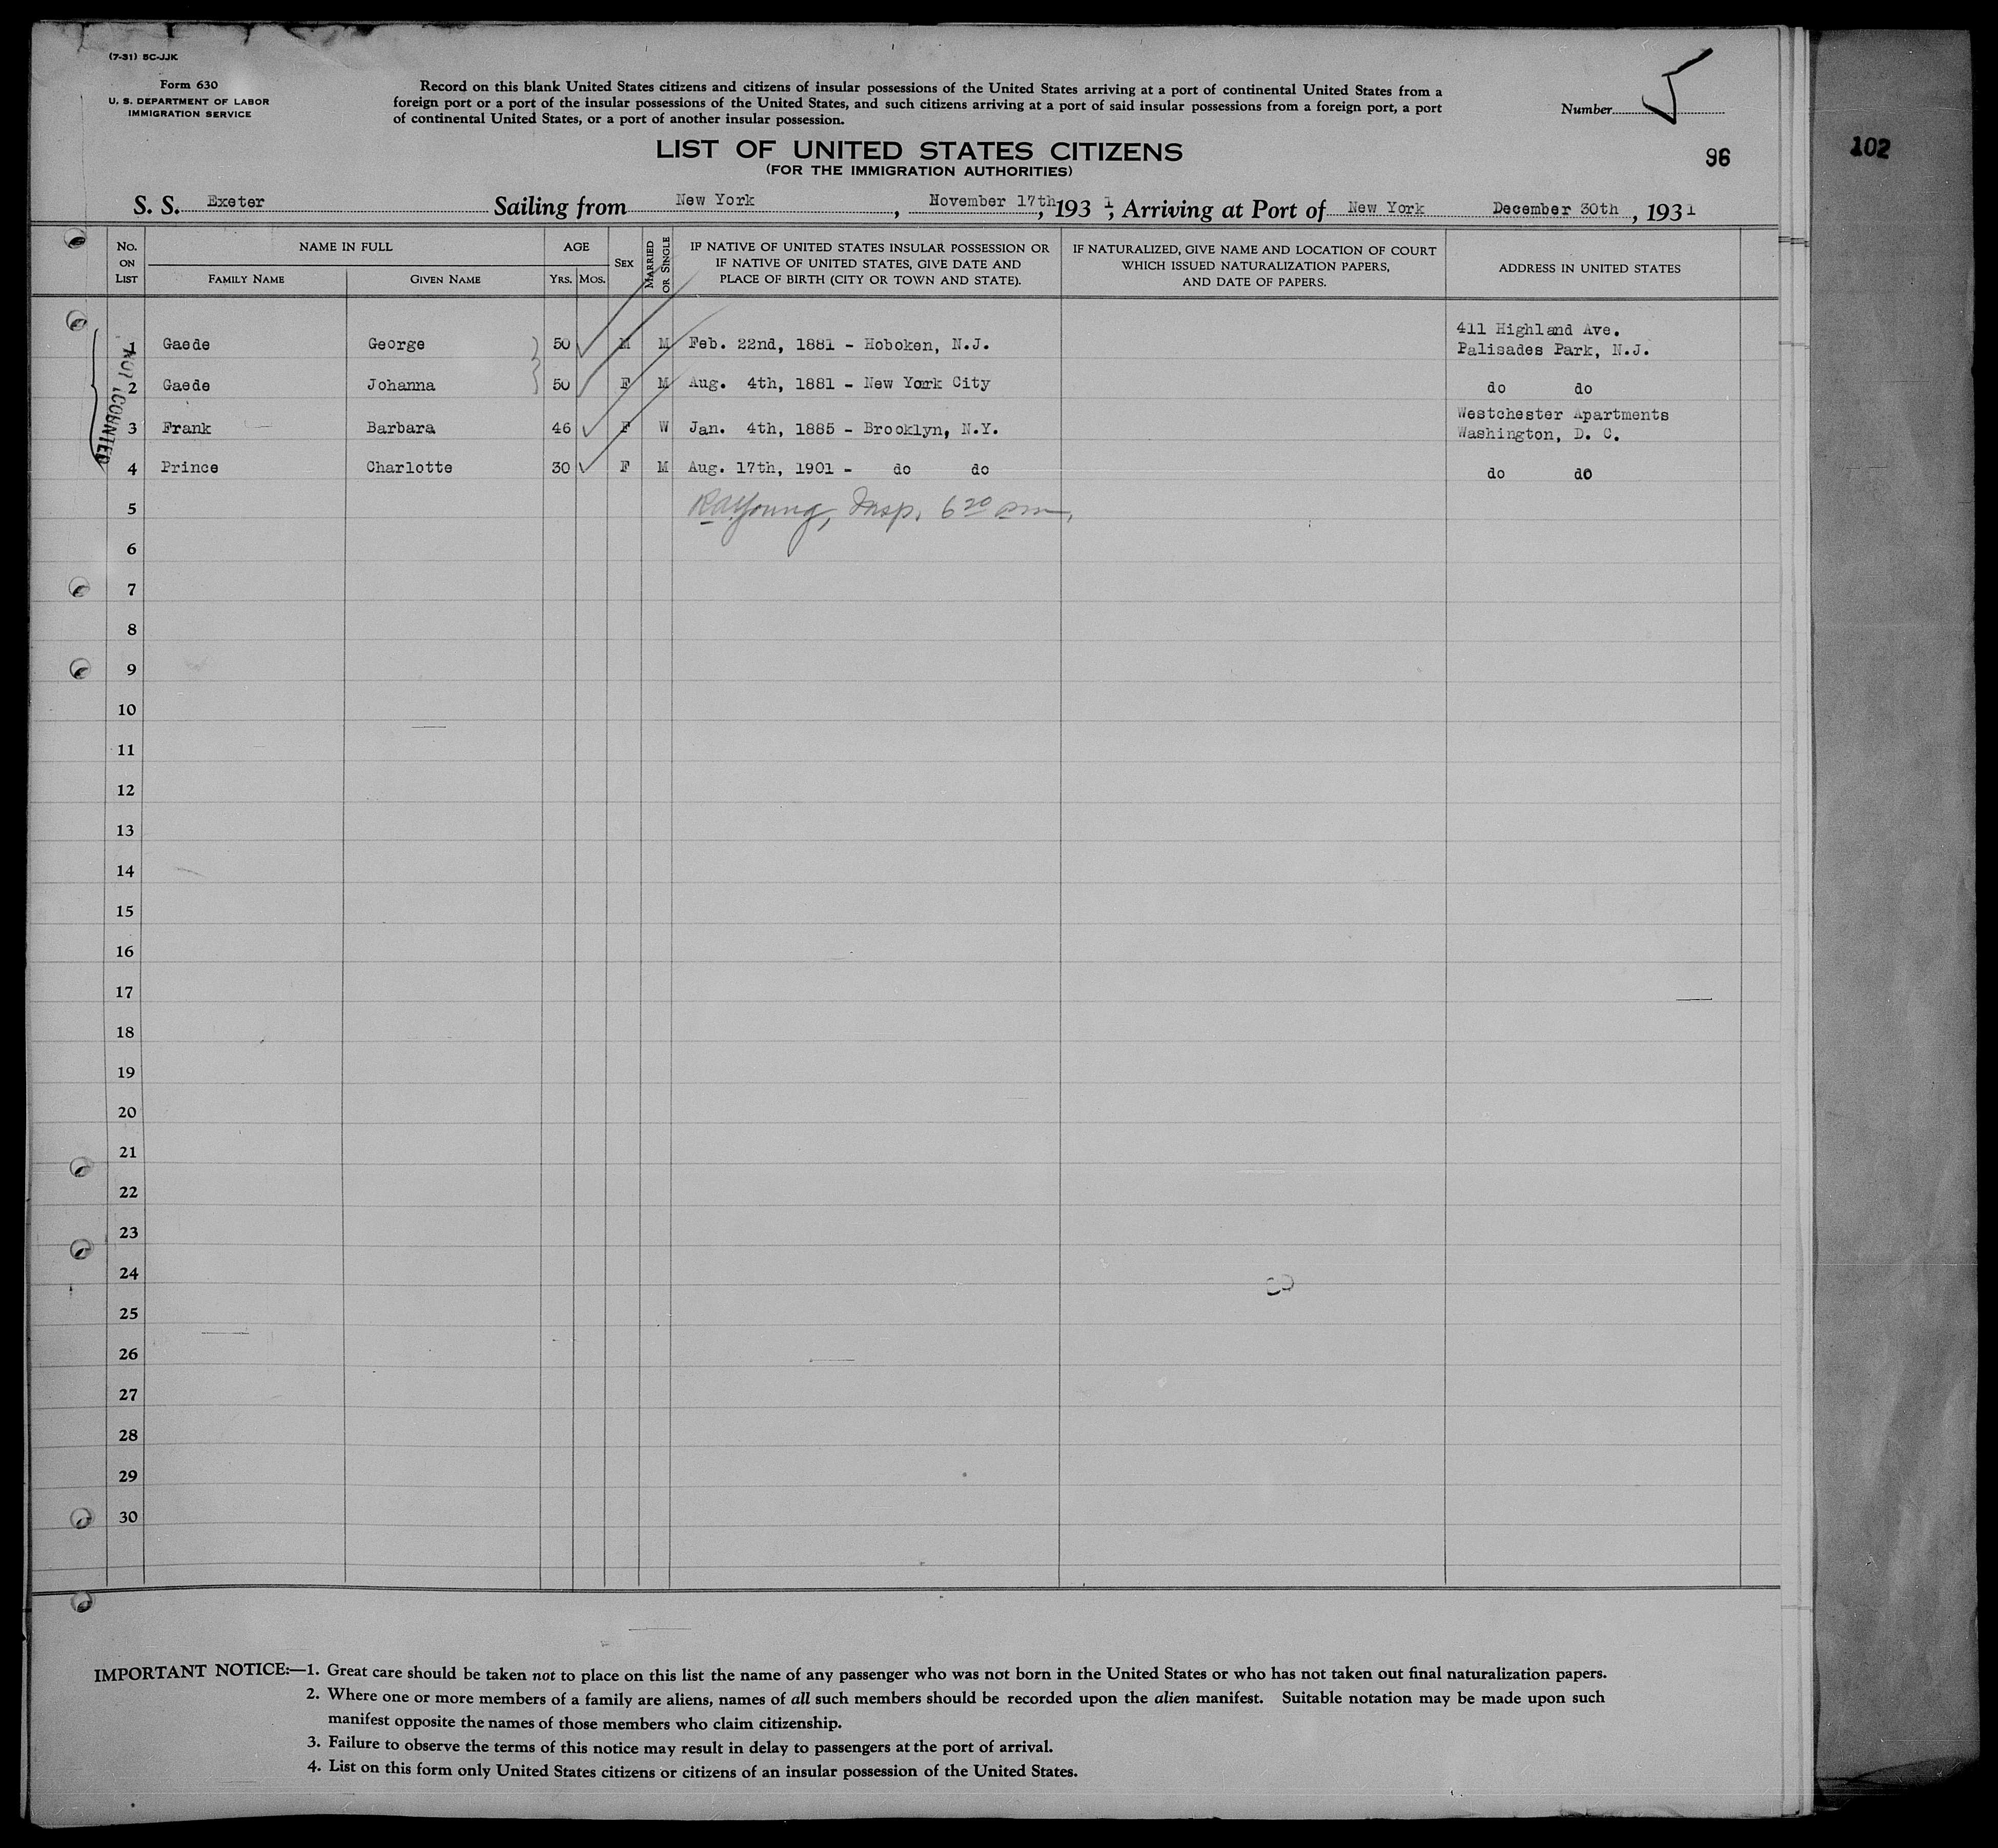 (7-31) 5C-JJK
Form 630
U. S. DEPARTMENT OF LABOR
IMMIGRATION SERVICE
Record on this blank United States citizens and citizens of insular possessions of the United States arriving at a port of continental United States from a
foreign port or a port of the insular possessions of the United States, and such citizens arriving at a port of said insular possessions from a foreign port, a port
of continental United States, or a port of another insular possession.
Number 5
LIST OF UNITED STATES CITIZENS
(FOR THE IMMIGRATION AUTHORITIES)
96
102
S. S. Exeter Sailing from New York, November 17th, 1931, Arriving at Port of New York December 30th, 1931
No. ON LIST NAME IN FULL FAMILY NAME GIVEN NAME AGE YRS. MOS. SEX MARRIED OR SINGLE IF NATIVE OF UNITED STATES INSULAR POSSESSION OR IF NATIVE OF UNITED STATES, GIVE DATE AND PLACE OF BIRTH (CITY OR TOWN AND STATE). IF NATURALIZED, GIVE NAME AND LOCATION OF COURT WHICH ISSUED NATURALIZATION PAPERS, AND DATE OF PAPERS. ADDRESS IN UNITED STATES
NOT COUNTED
1 Gaede George 50 M M Feb. 22nd, 1881 - Hoboken, N.J. 411 Highland Ave. Palisades Park, N.J.
2 Gaede Johanna 50 F M Aug. 4th, 1881 - New York City do do
3 Frank Barbara 46 F W Jan. 4th, 1885 - Brooklyn, N.Y. Westchester Apartments Washington, D. C.
4 Prince Charlotte 30 F M Aug. 17th, 1901 - do do do do
5 Young, Insp. 6 20 pm.
6
7
8
9
10
11
12
13
14
15
16
17
18
19
20
21
22
23
24
25
26
27
28
29
30
IMPORTANT NOTICE:—1. Great care should be taken not to place on this list the name of any passenger who was not born in the United States or who has not taken out final naturalization papers.
2. Where one or more members of a family are aliens, names of all such members should be recorded upon the alien manifest. Suitable notation may be made upon such
manifest opposite the names of those members who claim citizenship.
3. Failure to observe the terms of this notice may result in delay to passengers at the port of arrival.
4. List on this form only United States citizens or citizens of an insular possession of the United States.